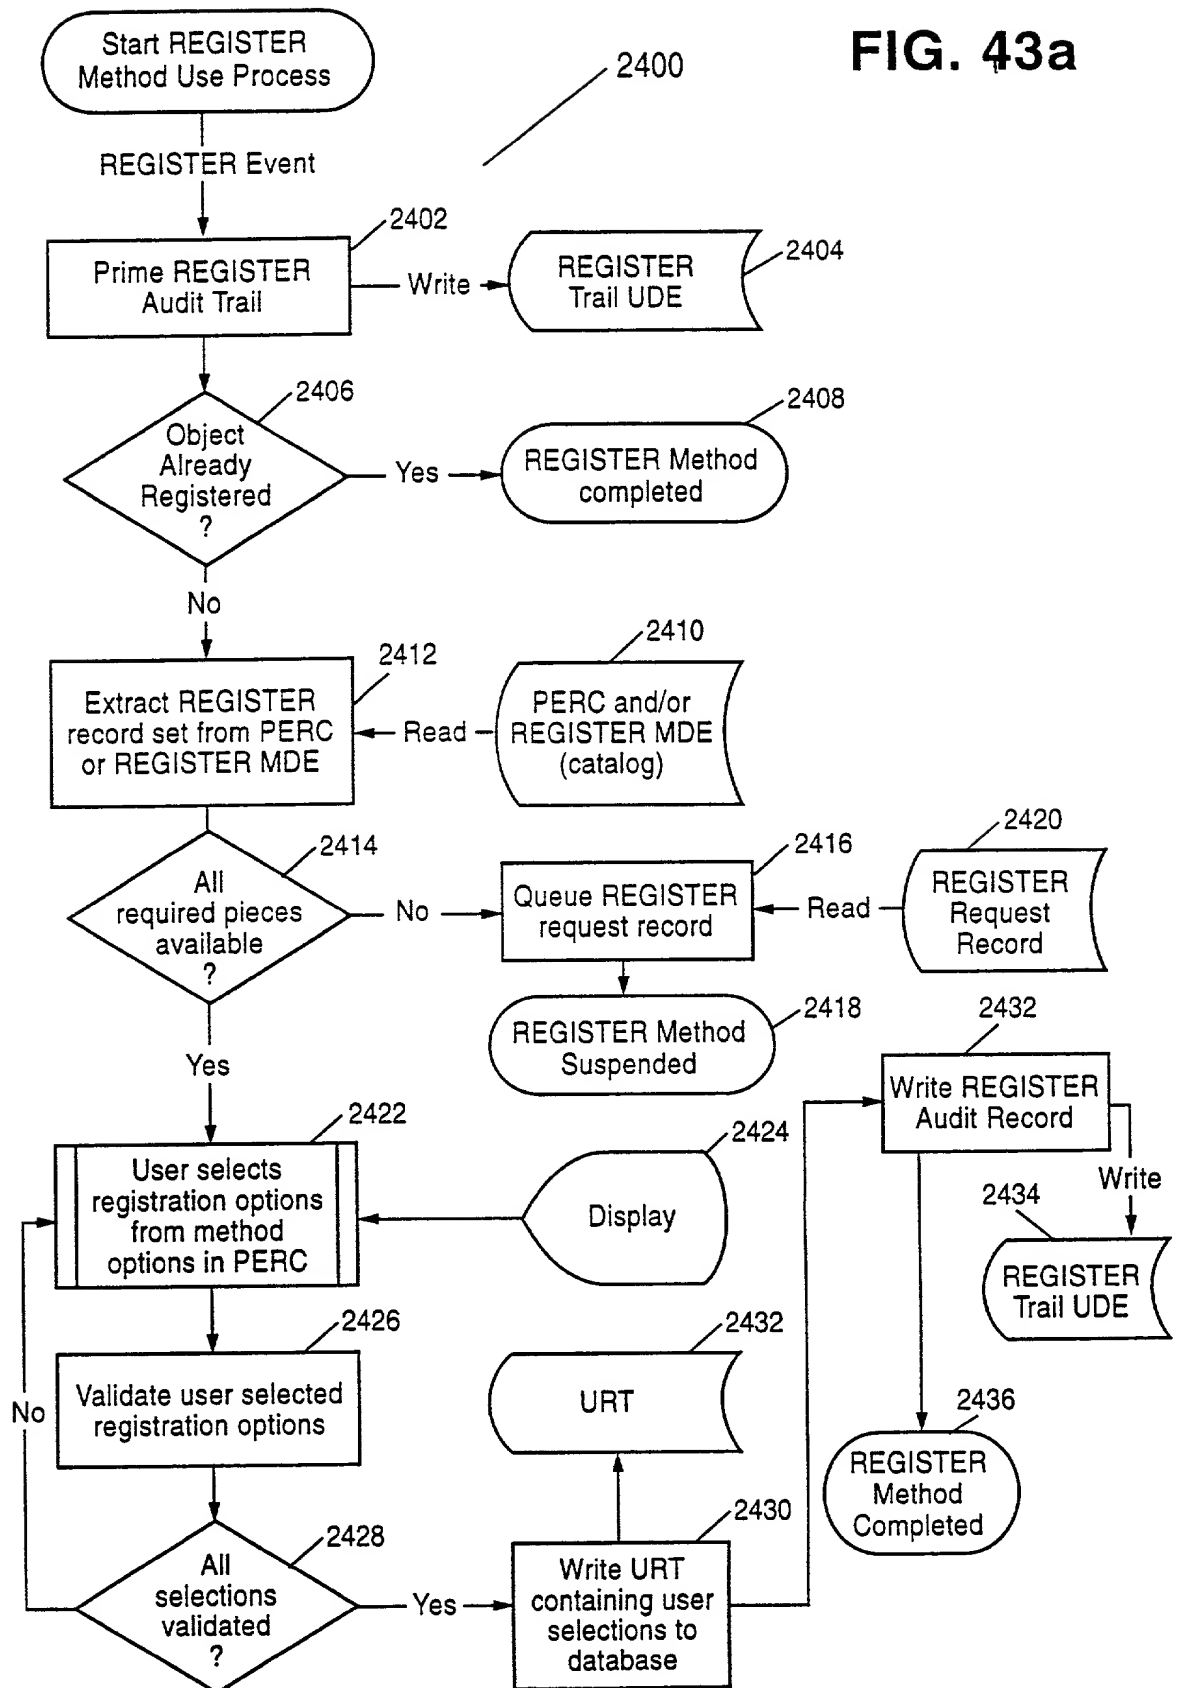 Start REGISTER
Method Use Process
FIG. 43a
2400
REGISTER Event
2402
Prime REGISTER
Audit Trail
Write
REGISTER
Trail UDE
2404
2406
Object
Already
Registered
?
Yes
2408
REGISTER Method
completed
No
2412
Extract REGISTER
record set from PERC
or REGISTER MDE
Read
2410
PERC and/or
REGISTER MDE
(catalog)
2414
All
required pieces
available
?
No
2416
Queue REGISTER
request record
Read
2420
REGISTER
Request
Record
2418
REGISTER Method
Suspended
Yes
2422
User selects
registration options
from method
options in PERC
2424
Display
2426
Validate user selected
registration options
No
2428
All
selections
validated
?
Yes
2430
Write URT
containing user
selections to
database
2432
URT
2432
Write REGISTER
Audit Record
Write
2434
REGISTER
Trail UDE
2436
REGISTER
Method
Completed